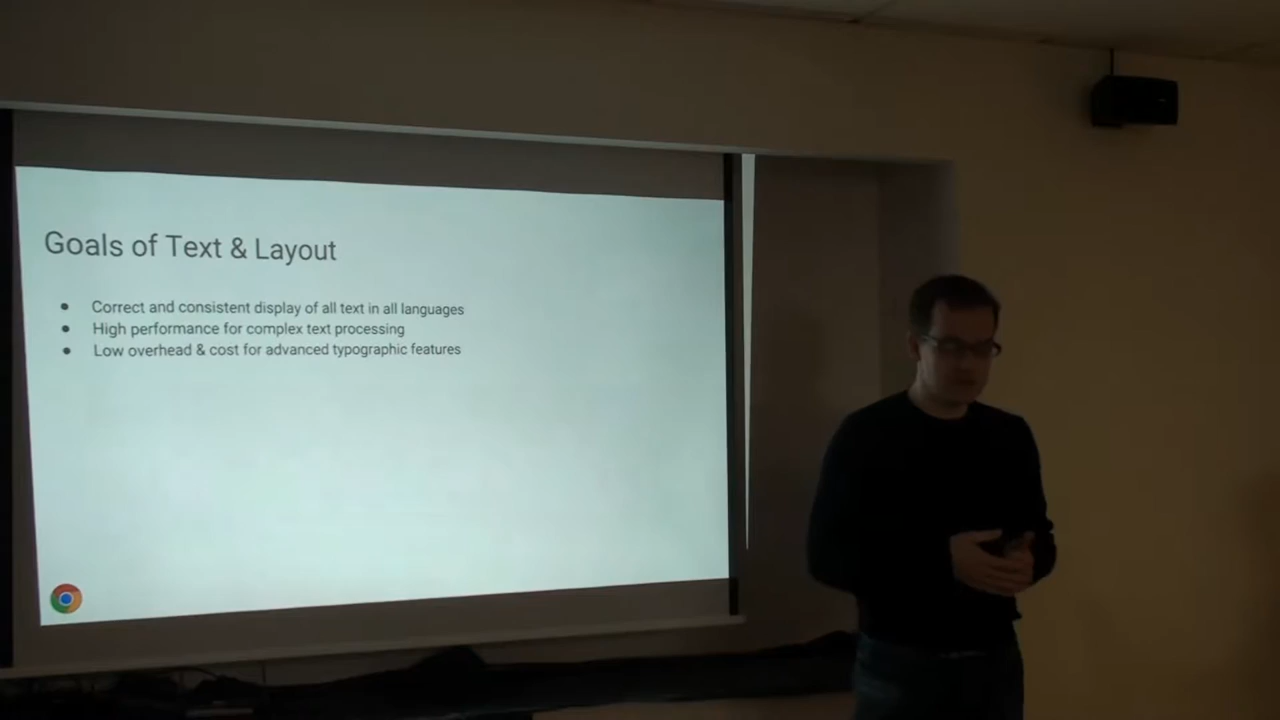 Goals of Text & Layout
Correct and consistent display of all text in all languages
High performance for complex text processing
Low overhead & cost for advanced typographic features